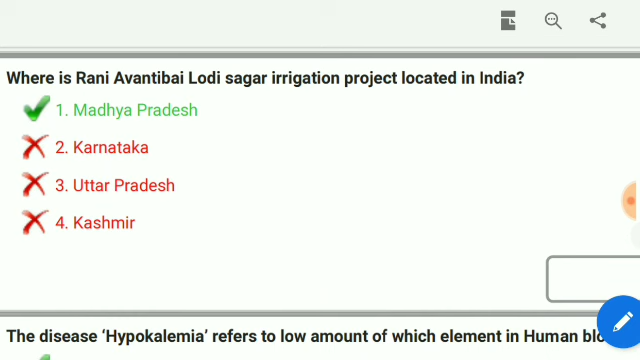 Where is Rani Avantibai Lodi sagar irrigation project located in India?
1. Madhya Pradesh
2. Karnataka
3. Uttar Pradesh
4. Kashmir
The disease ‘Hypokalemia’ refers to low amount of which element in Human